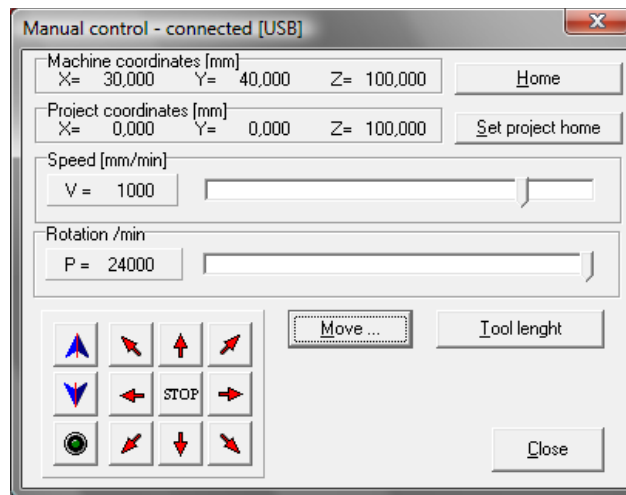 Manual control - connected [USB]
Machine coordinates [mm]
X= 30,000 Y= 40,000 Z= 100,000
Home
Project coordinates [mm]
X= 0,000 Y= 0,000 Z= 100,000
Set project home
Speed [mm/min]
V = 1000
Rotation /min
P = 24000
Move ...
Tool lenght
STOP
Close